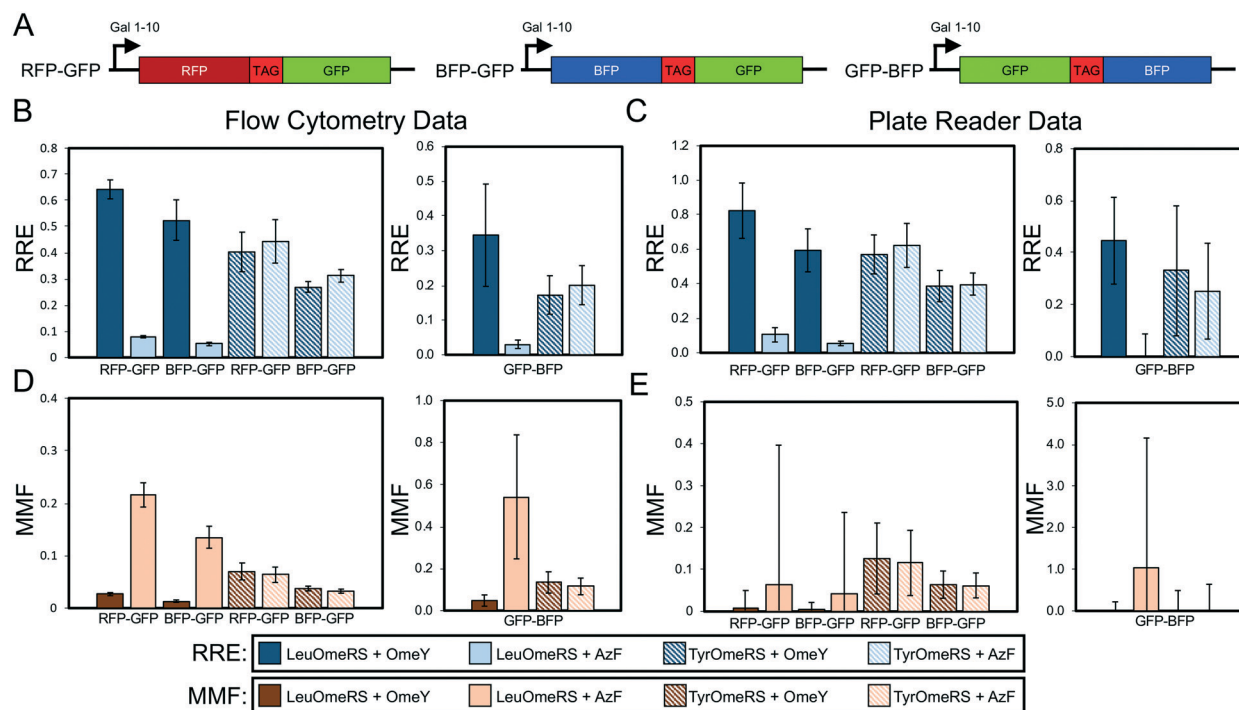 A
Gal 1-10
Gal 1-10
Gal 1-10
RFP-GFP
RFP
TAG
GFP
BFP-GFP
BFP
TAG
GFP
GFP-BFP
GFP
TAG
BFP
B
Flow Cytometry Data
C
Plate Reader Data
RRE
0.8
0.7
0.6
0.5
0.4
0.3
0.2
0.1
0
RFP-GFP BFP-GFP RFP-GFP BFP-GFP
RRE
0.6
0.5
0.4
0.3
0.2
0.1
0.0
GFP-BFP
RRE
1.2
1.0
0.8
0.6
0.4
0.2
0.0
RFP-GFP BFP-GFP RFP-GFP BFP-GFP
RRE
0.8
0.6
0.4
0.2
0.0
GFP-BFP
D
MMF
0.4
0.3
0.2
0.1
0
RFP-GFP BFP-GFP RFP-GFP BFP-GFP
MMF
1.0
0.8
0.6
0.4
0.2
0.0
GFP-BFP
E
MMF
0.5
0.4
0.3
0.2
0.1
0
RFP-GFP BFP-GFP RFP-GFP BFP-GFP
MMF
5.0
4.0
3.0
2.0
1.0
0.0
GFP-BFP
RRE: LeuOmeRS + OmeY LeuOmeRS + AzF TyrOmeRS + OmeY TyrOmeRS + AzF
MMF: LeuOmeRS + OmeY LeuOmeRS + AzF TyrOmeRS + OmeY TyrOmeRS + AzF